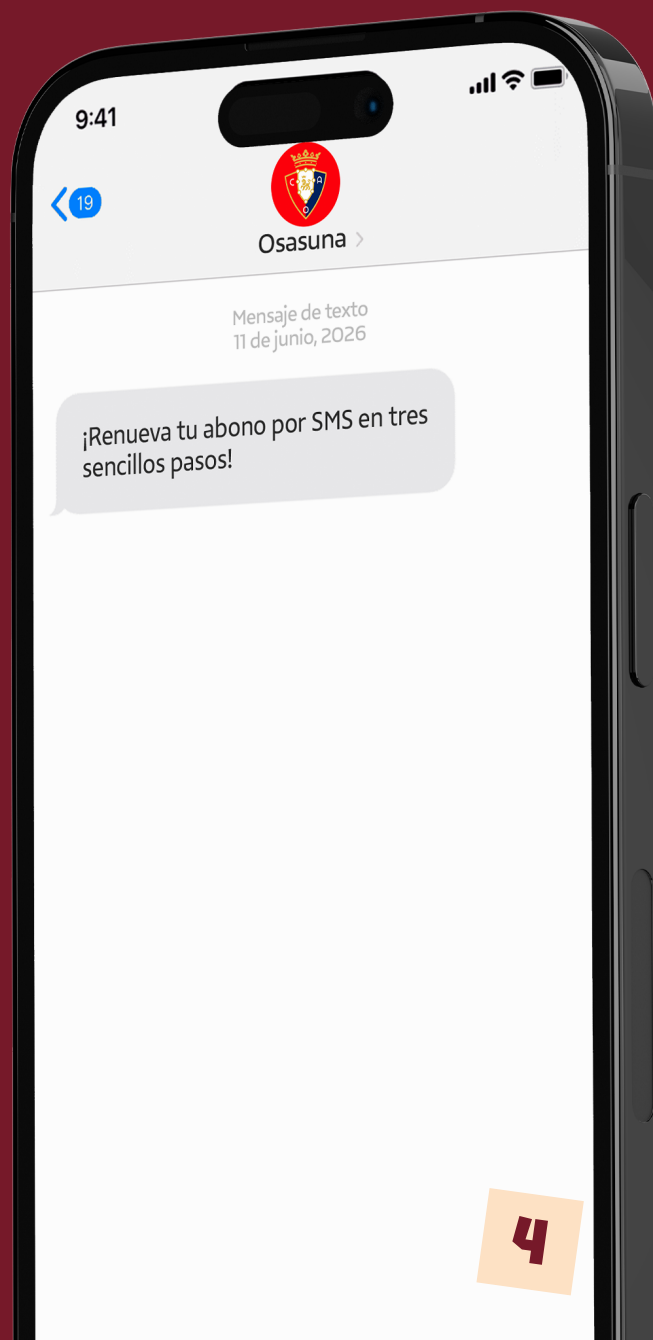 9:41
19
C A
O
Osasuna
Mensaje de texto
11 de junio, 2026
¡Renueva tu abono por SMS en tres
sencillos pasos!
4